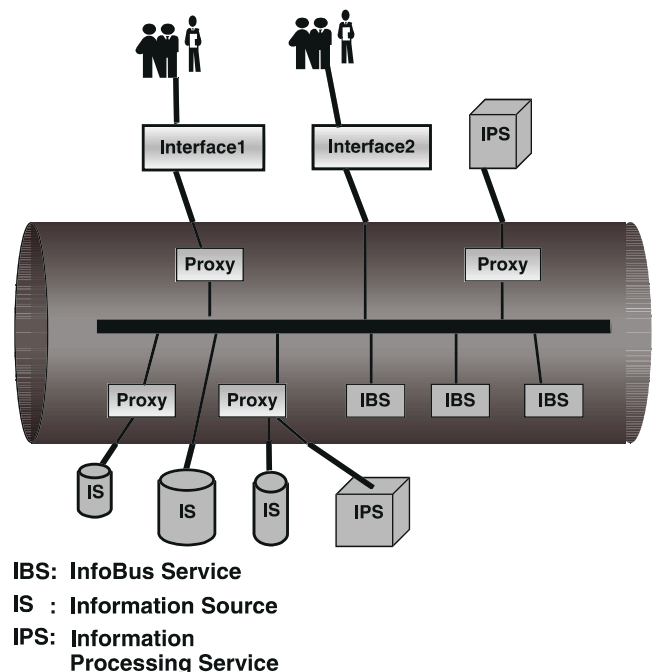 IPS
Interface1
Interface2
Proxy
Proxy
Proxy
Proxy
IBS
IBS
IBS
IS
IS
IS
IPS
IBS: InfoBus Service
IS : Information Source
IPS: Information
Processing Service